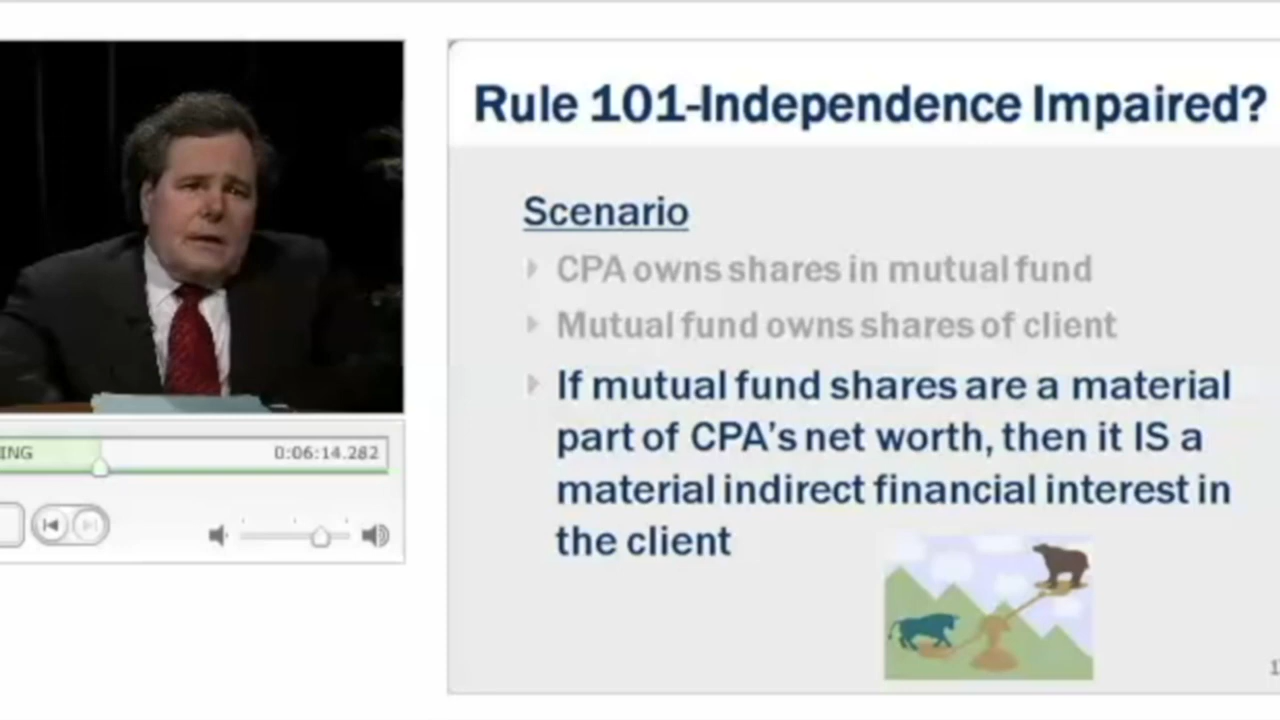 Rule 101-Independence Impaired?
Scenario
CPA owns shares in mutual fund
Mutual fund owns shares of client
If mutual fund shares are a material
part of CPA's net worth, then it IS a
material indirect financial interest in
the client
ING
0:06:14.282
1